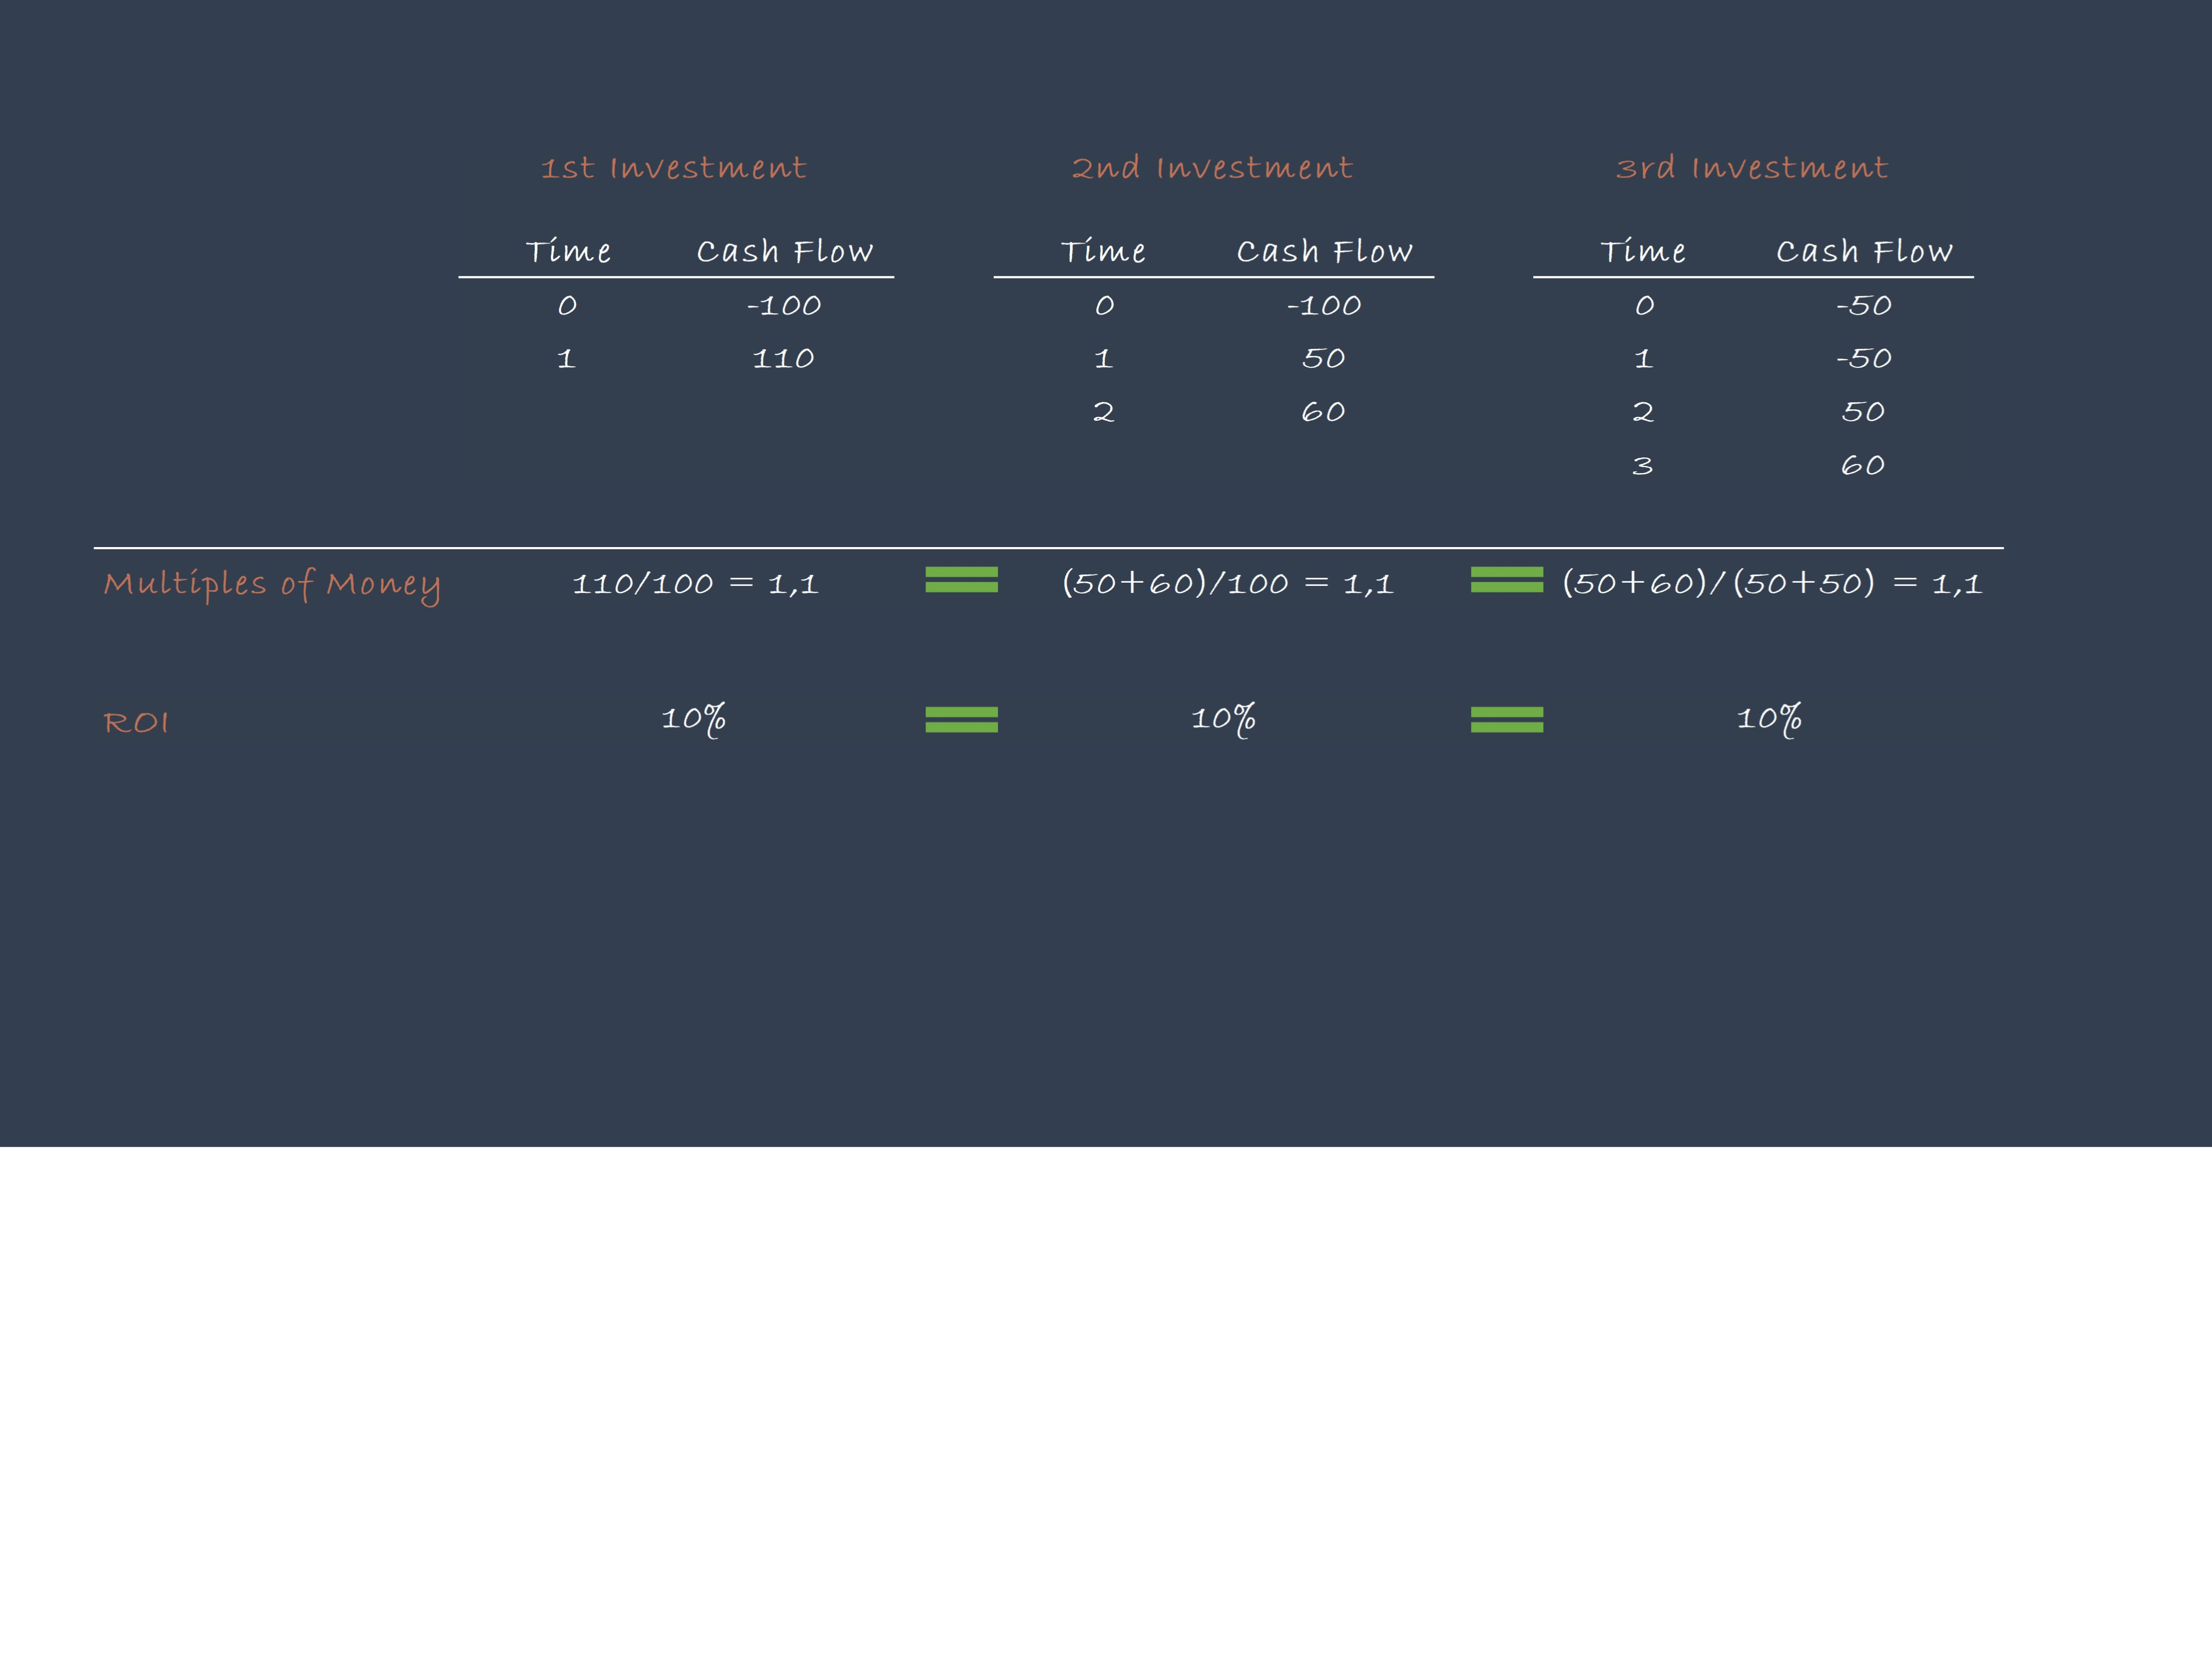 1st Investment 2nd Investment 3rd Investment
Time Cash Flow Time Cash Flow Time Cash Flow
0 -100 0 -100 0 -50
1 110 1 50 1 -50
2 60 2 50
3 60
Multiples of Money 110/100 = 1,1 = (50+60)/100 = 1,1 = (50+60)/(50+50) = 1,1
ROI 10% = 10% = 10%